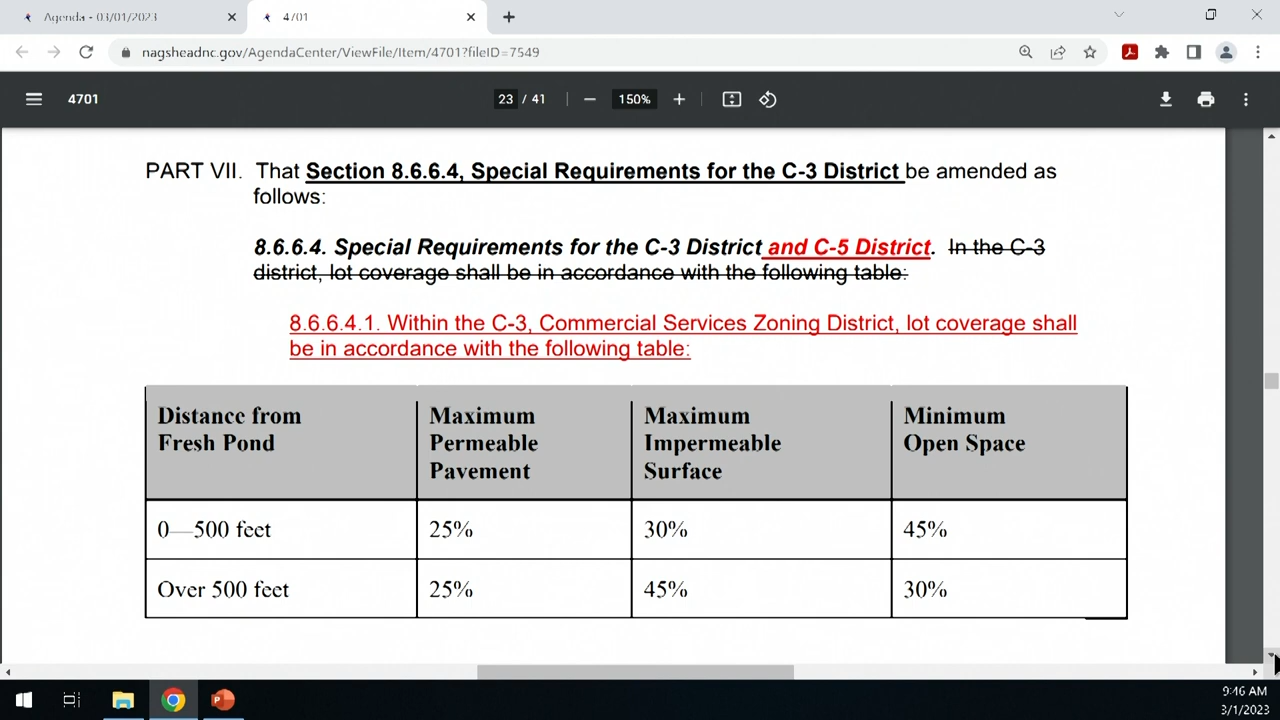 Agenda - 03/01/2023
4701
nagsheadnc.gov/AgendaCenter/ViewFile/Item/4701?fileID=7549
4701
23 / 41
150%
PART VII. That Section 8.6.6.4, Special Requirements for the C-3 District be amended as
follows:
8.6.6.4. Special Requirements for the C-3 District and C-5 District. In the C-3
district, lot coverage shall be in accordance with the following table:
8.6.6.4.1. Within the C-3, Commercial Services Zoning District, lot coverage shall
be in accordance with the following table:
Distance from
Fresh Pond
Maximum
Permeable
Pavement
Maximum
Impermeable
Surface
Minimum
Open Space
0—500 feet
25%
30%
45%
Over 500 feet
25%
45%
30%
9:46 AM
3/1/2023